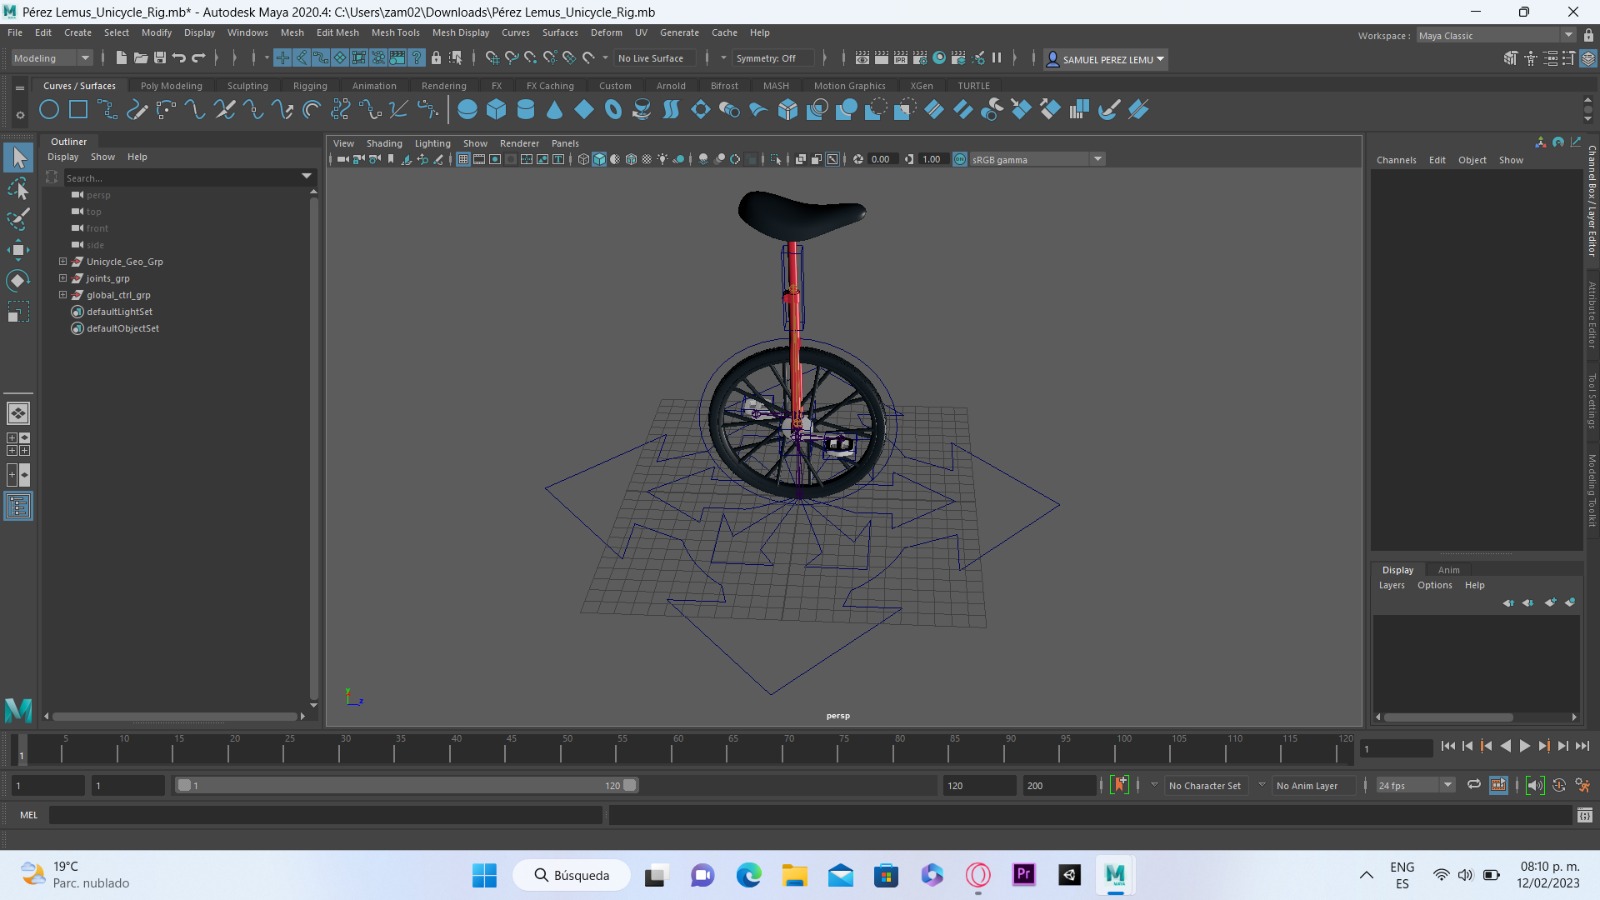 Pérez Lemus_Unicycle_Rig.mb* - Autodesk Maya 2020.4: C:\Users\zam02\Downloads\Pérez Lemus_Unicycle_Rig.mb
File Edit Create Select Modify Display Windows Mesh Edit Mesh Mesh Tools Mesh Display Curves Surfaces Deform UV Generate Cache Help
Workspace : Maya Classic
Modeling
No Live Surface
Symmetry: Off
SAMUEL PEREZ LEMU
Curves / Surfaces Poly Modeling Sculpting Rigging Animation Rendering FX FX Caching Custom Arnold Bifrost MASH Motion Graphics XGen TURTLE
Outliner
Display Show Help
Search...
persp
top
front
side
Unicycle_Geo_Grp
joints_grp
global_ctrl_grp
defaultLightSet
defaultObjectSet
View Shading Lighting Show Renderer Panels
0.00 1.00 sRGB gamma
persp
Channels Edit Object Show
Channel Box / Layer Editor
Attribute Editor
Tool Settings
Modeling Toolkit
Display Anim
Layers Options Help
1 5 10 15 20 25 30 35 40 45 50 55 60 65 70 75 80 85 90 95 100 105 110 115 120
1
1 1 1 120 120 200 No Character Set No Anim Layer 24 fps
MEL
19°C
Parc. nublado
Búsqueda
Pr
ENG
ES
08:10 p. m.
12/02/2023